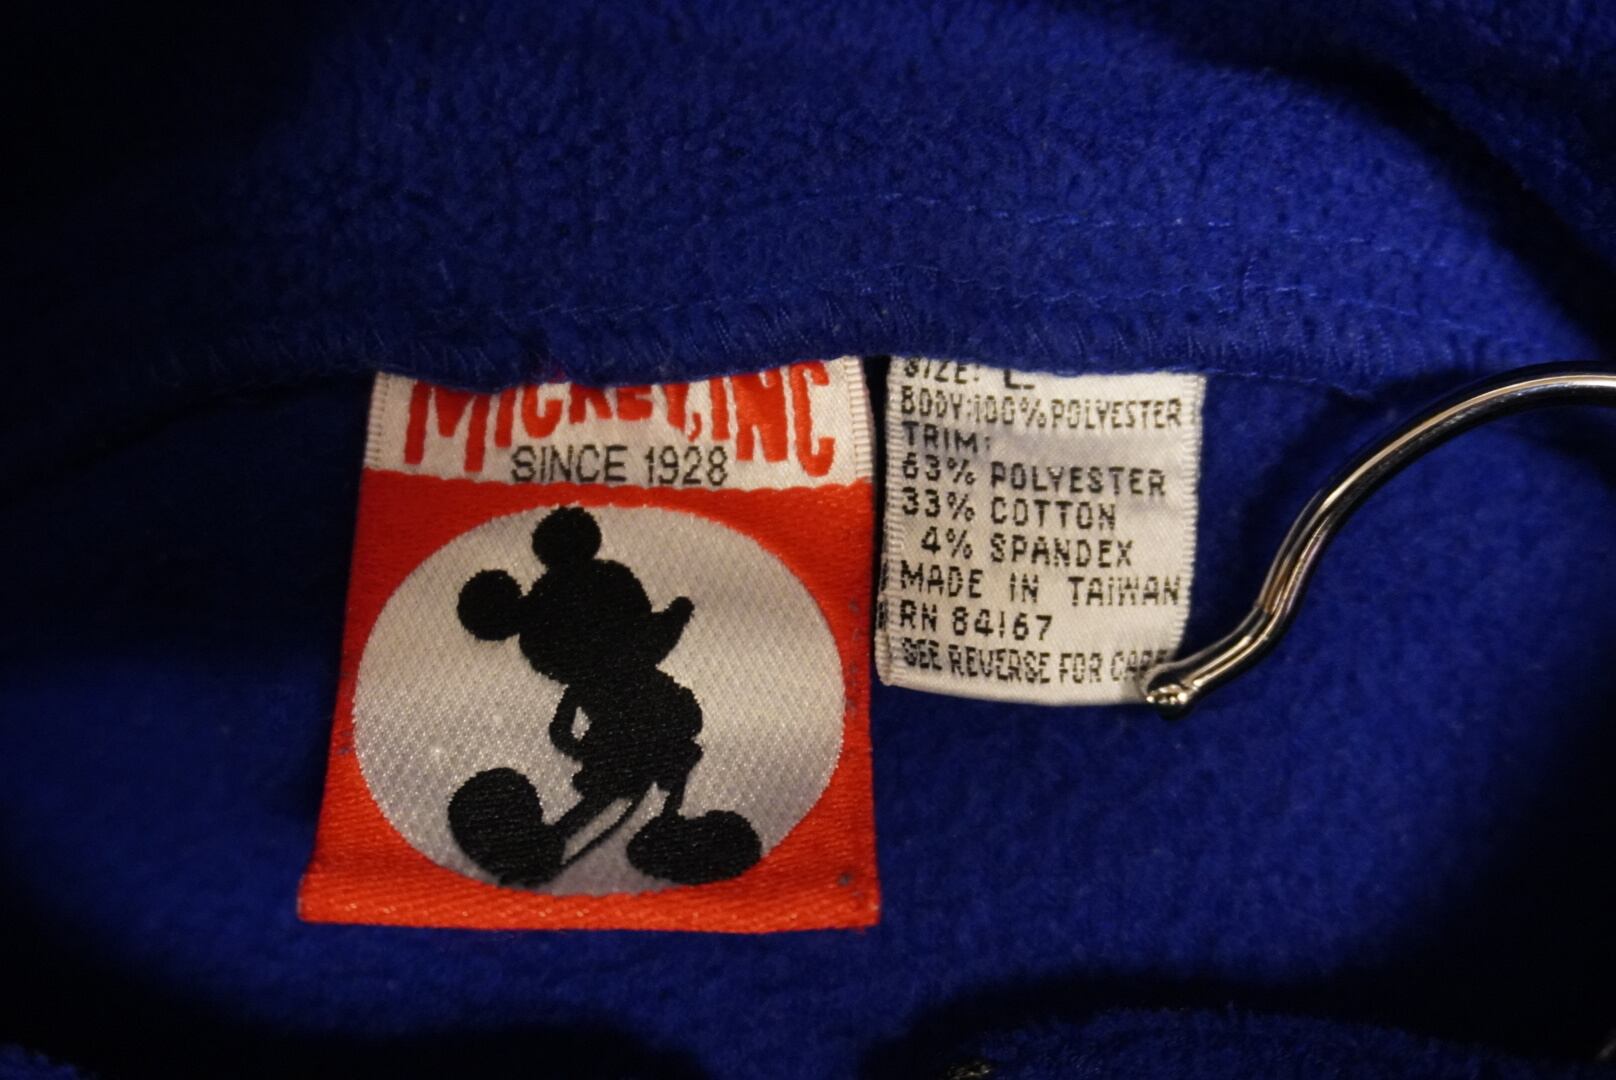 MICKEY, INC
SINCE 1928
SIZE: L
BODY:100%POLYESTER
TRIM:
63% POLYESTER
33% COTTON
4% SPANDEX
MADE IN TAIWAN
RN 84167
SEE REVERSE FOR CARE